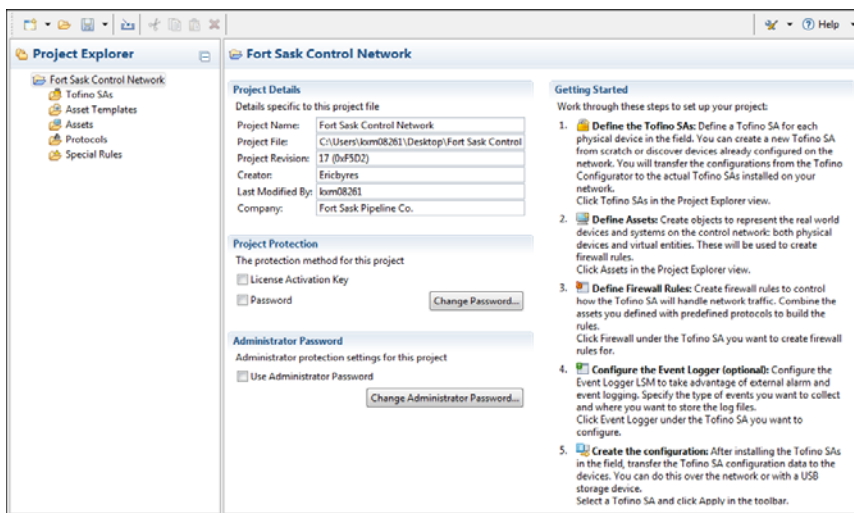 Help
Project Explorer
Fort Sask Control Network
Tofino SAs
Asset Templates
Assets
Protocols
Special Rules
Fort Sask Control Network
Project Details
Details specific to this project file
Project Name: Fort Sask Control Network
Project File: C:\Users\kxm08261\Desktop\Fort Sask Control
Project Revision: 17 (0xF5D2)
Creator: Ericbyres
Last Modified By: kxm08261
Company: Fort Sask Pipeline Co.
Project Protection
The protection method for this project
License Activation Key
Password
Change Password...
Administrator Password
Administrator protection settings for this project
Use Administrator Password
Change Administrator Password...
Getting Started
Work through these steps to set up your project:
1. Define the Tofino SAs: Define a Tofino SA for each
physical device in the field. You can create a new Tofino SA
from scratch or discover devices already configured on the
network. You will transfer the configurations from the Tofino
Configurator to the actual Tofino SAs installed on your
network.
Click Tofino SAs in the Project Explorer view.
2. Define Assets: Create objects to represent the real world
devices and systems on the control network: both physical
devices and virtual entities. These will be used to create
firewall rules.
Click Assets in the Project Explorer view.
3. Define Firewall Rules: Create firewall rules to control
how the Tofino SA will handle network traffic. Combine the
assets you defined with predefined protocols to build the
rules.
Click Firewall under the Tofino SA you want to create firewall
rules for.
4. Configure the Event Logger (optional): Configure the
Event Logger LSM to take advantage of external alarm and
event logging. Specify the type of events you want to collect
and where you want to store the log files.
Click Event Logger under the Tofino SA you want to
configure.
5. Create the configuration: After installing the Tofino SAs
in the field, transfer the Tofino SA configuration data to the
devices. You can do this over the network or with a USB
storage device.
Select a Tofino SA and click Apply in the toolbar.